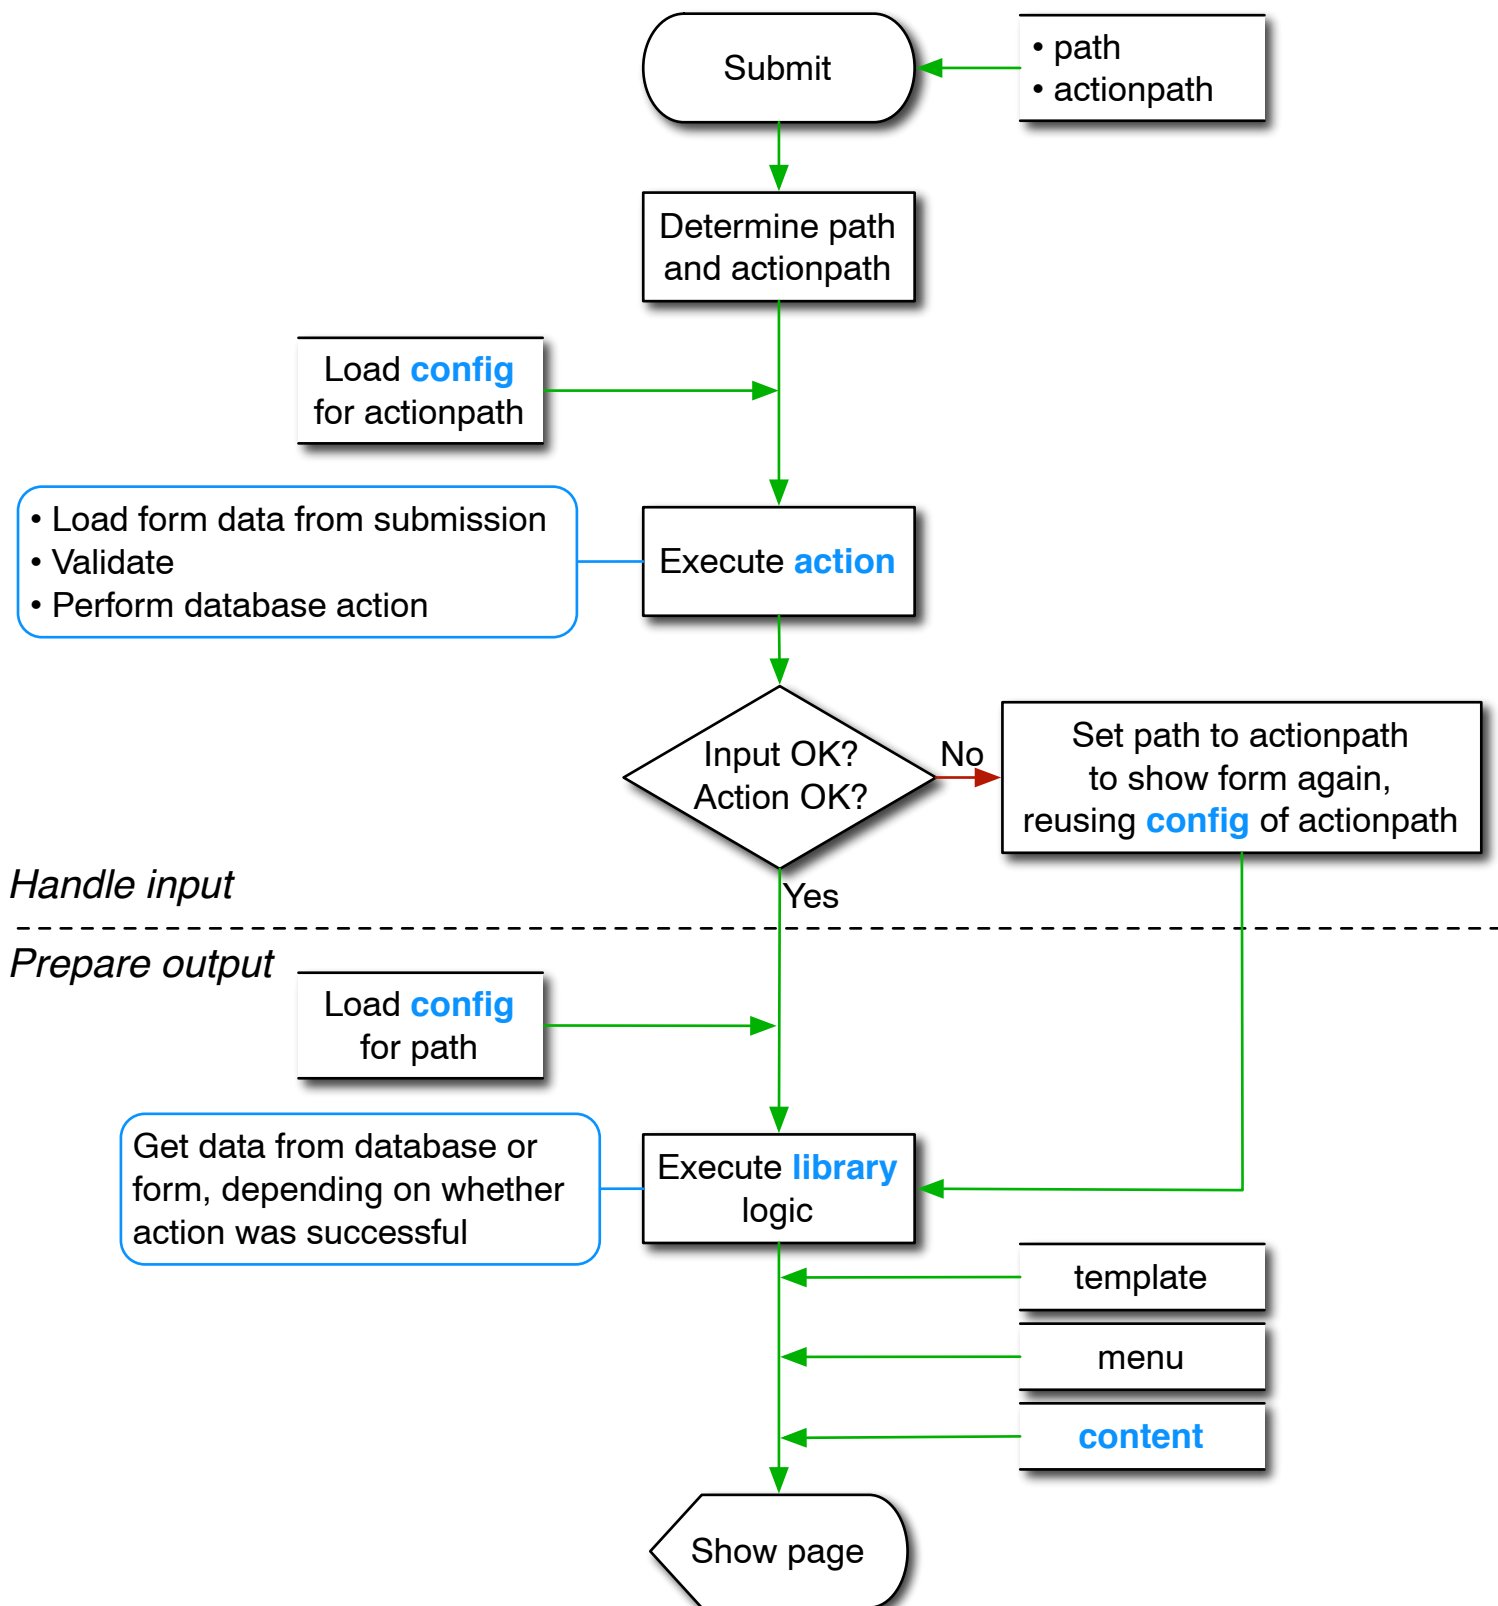 Submit
• path
• actionpath
Determine path
and actionpath
Load config
for actionpath
• Load form data from submission
• Validate
• Perform database action
Execute action
Input OK?
Action OK?
No
Set path to actionpath
to show form again,
reusing config of actionpath
Yes
Handle input
Prepare output
Load config
for path
Get data from database or
form, depending on whether
action was successful
Execute library
logic
template
menu
content
Show page